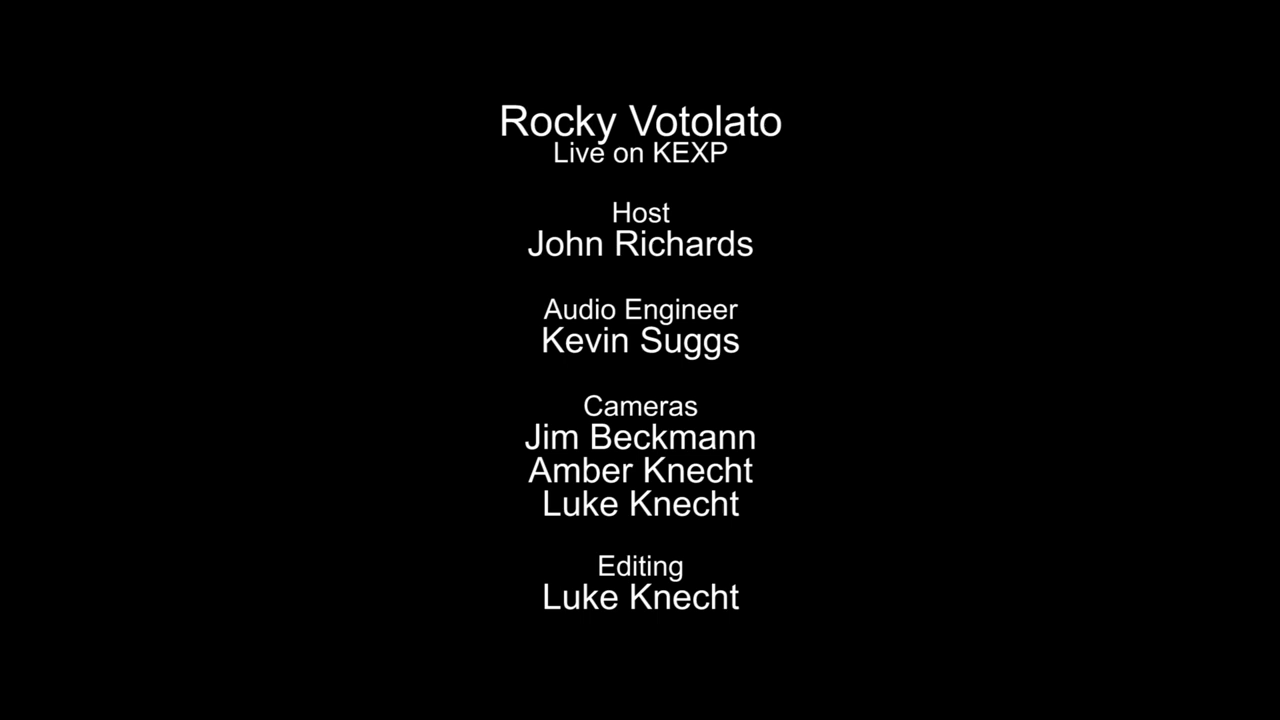 Rocky Votolato
Live on KEXP
Host
John Richards
Audio Engineer
Kevin Suggs
Cameras
Jim Beckmann
Amber Knecht
Luke Knecht
Editing
Luke Knecht